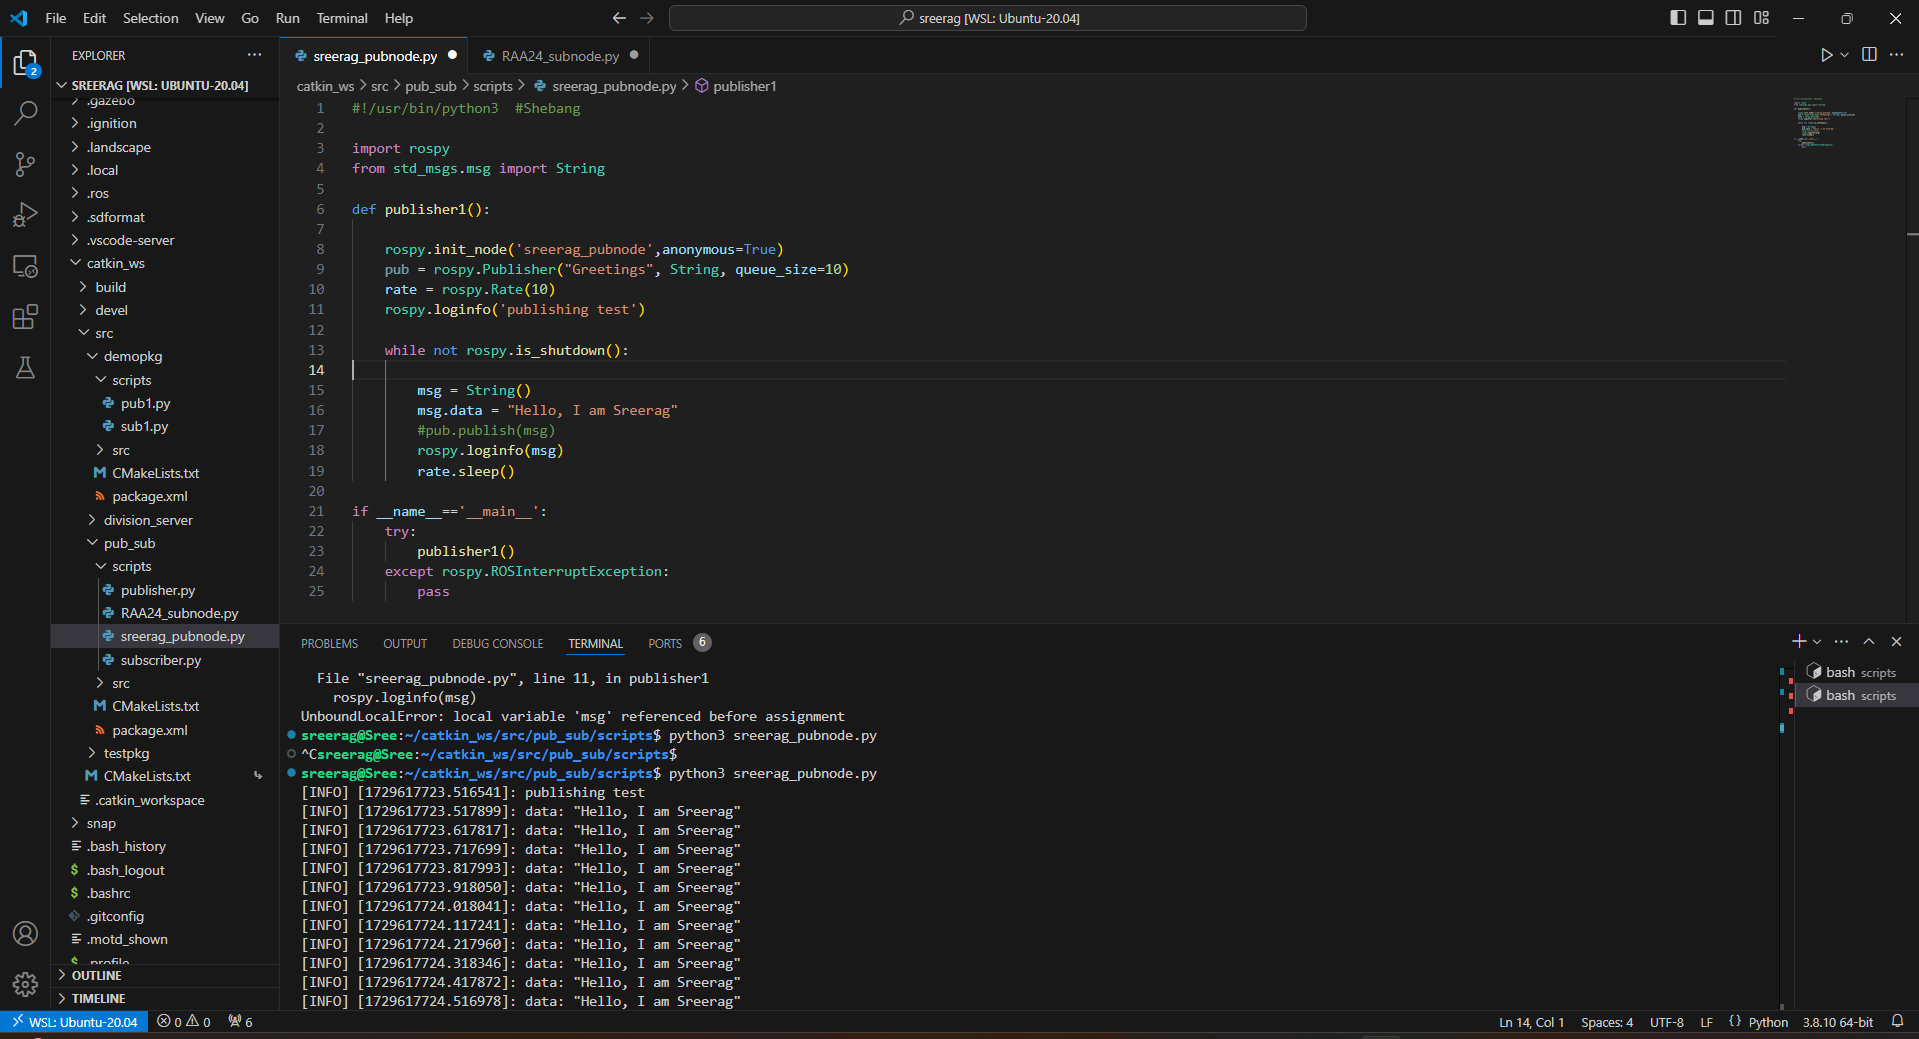 File Edit Selection View Go Run Terminal Help
sreerag [WSL: Ubuntu-20.04]
2
EXPLORER
SREERAG [WSL: UBUNTU-20.04]
.gazebo
.ignition
.landscape
.local
.ros
.sdformat
.vscode-server
catkin_ws
build
devel
src
demopkg
scripts
pub1.py
sub1.py
src
CMakeLists.txt
package.xml
division_server
pub_sub
scripts
publisher.py
RAA24_subnode.py
sreerag_pubnode.py
subscriber.py
src
CMakeLists.txt
package.xml
testpkg
CMakeLists.txt
.catkin_workspace
snap
.bash_history
.bash_logout
.bashrc
.gitconfig
.motd_shown
.profile
OUTLINE
TIMELINE
sreerag_pubnode.py RAA24_subnode.py
catkin_ws > src > pub_sub > scripts > sreerag_pubnode.py > publisher1
1 #!/usr/bin/python3  #Shebang
2
3 import rospy
4 from std_msgs.msg import String
5
6 def publisher1():
7
8     rospy.init_node('sreerag_pubnode',anonymous=True)
9     pub = rospy.Publisher("Greetings", String, queue_size=10)
10     rate = rospy.Rate(10)
11     rospy.loginfo('publishing test')
12
13     while not rospy.is_shutdown():
14
15         msg = String()
16         msg.data = "Hello, I am Sreerag"
17         #pub.publish(msg)
18         rospy.loginfo(msg)
19         rate.sleep()
20
21 if __name__=='__main__':
22     try:
23         publisher1()
24     except rospy.ROSInterruptException:
25         pass
PROBLEMS OUTPUT DEBUG CONSOLE TERMINAL PORTS 6
File "sreerag_pubnode.py", line 11, in publisher1
rospy.loginfo(msg)
UnboundLocalError: local variable 'msg' referenced before assignment
sreerag@Sree:~/catkin_ws/src/pub_sub/scripts$ python3 sreerag_pubnode.py
^Csreerag@Sree:~/catkin_ws/src/pub_sub/scripts$
sreerag@Sree:~/catkin_ws/src/pub_sub/scripts$ python3 sreerag_pubnode.py
[INFO] [1729617723.516541]: publishing test
[INFO] [1729617723.517899]: data: "Hello, I am Sreerag"
[INFO] [1729617723.617817]: data: "Hello, I am Sreerag"
[INFO] [1729617723.717699]: data: "Hello, I am Sreerag"
[INFO] [1729617723.817993]: data: "Hello, I am Sreerag"
[INFO] [1729617723.918050]: data: "Hello, I am Sreerag"
[INFO] [1729617724.018041]: data: "Hello, I am Sreerag"
[INFO] [1729617724.117241]: data: "Hello, I am Sreerag"
[INFO] [1729617724.217960]: data: "Hello, I am Sreerag"
[INFO] [1729617724.318346]: data: "Hello, I am Sreerag"
[INFO] [1729617724.417872]: data: "Hello, I am Sreerag"
[INFO] [1729617724.516978]: data: "Hello, I am Sreerag"
bash scripts
bash scripts
WSL: Ubuntu-20.04 0 0 6
Ln 14, Col 1 Spaces: 4 UTF-8 LF {} Python 3.8.10 64-bit